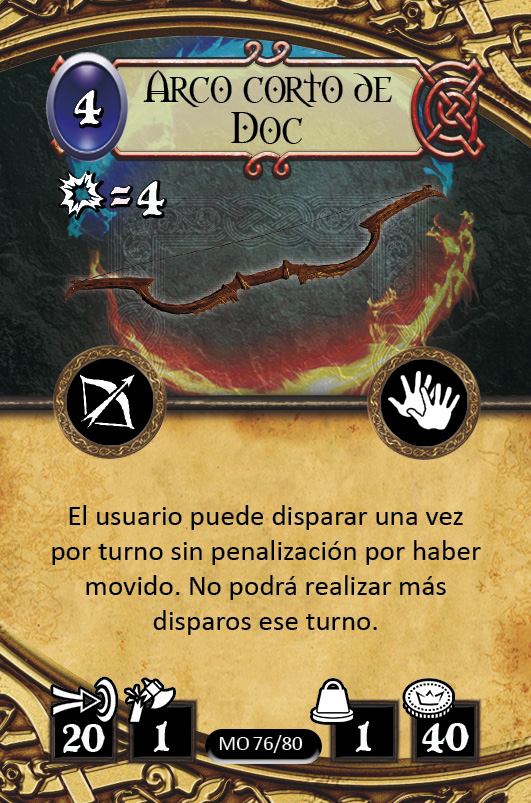 4
Arco corto de
Doc
=4
El usuario puede disparar una vez
por turno sin penalización por haber
movido. No podrá realizar más
disparos ese turno.
20
1
MO 76/80
1
40